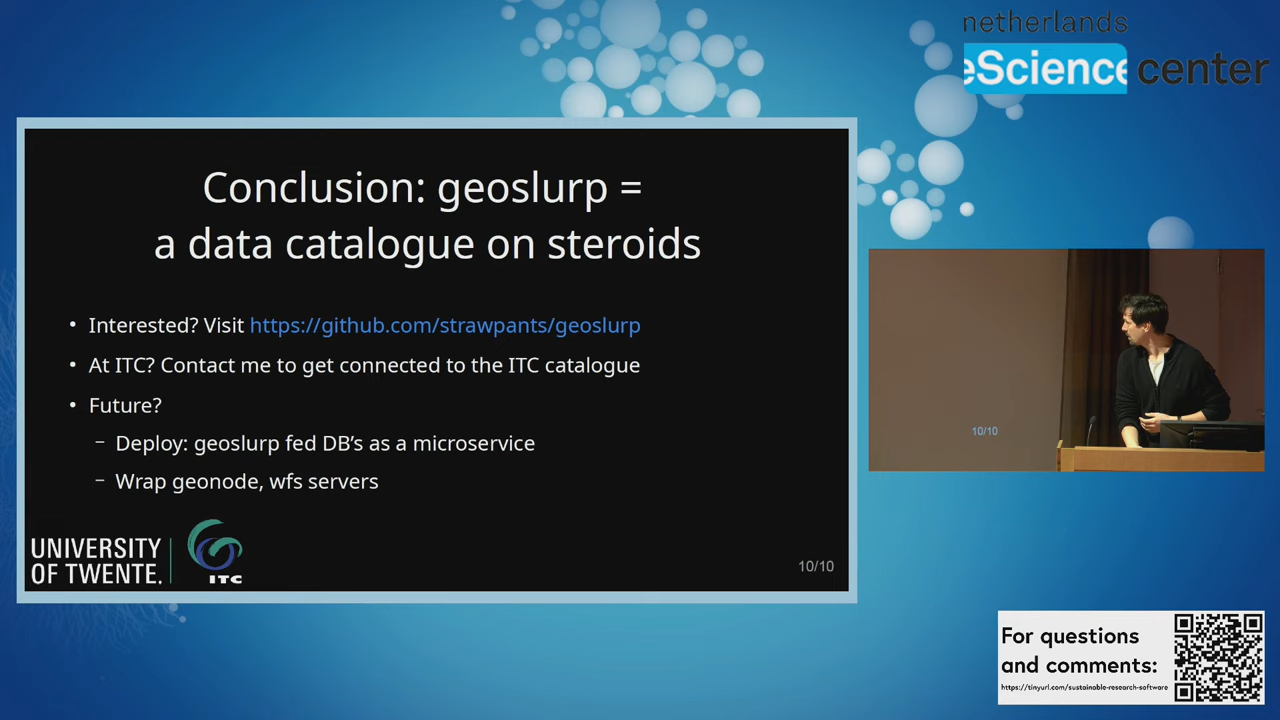 netherlands
eScience center
Conclusion: geoslurp =
a data catalogue on steroids
• Interested? Visit https://github.com/strawpants/geoslurp
• At ITC? Contact me to get connected to the ITC catalogue
• Future?
– Deploy: geoslurp fed DB's as a microservice
– Wrap geonode, wfs servers
UNIVERSITY
OF TWENTE.
ITC
10/10
10/10
For questions
and comments:
https://tinyurl.com/sustainable-research-software